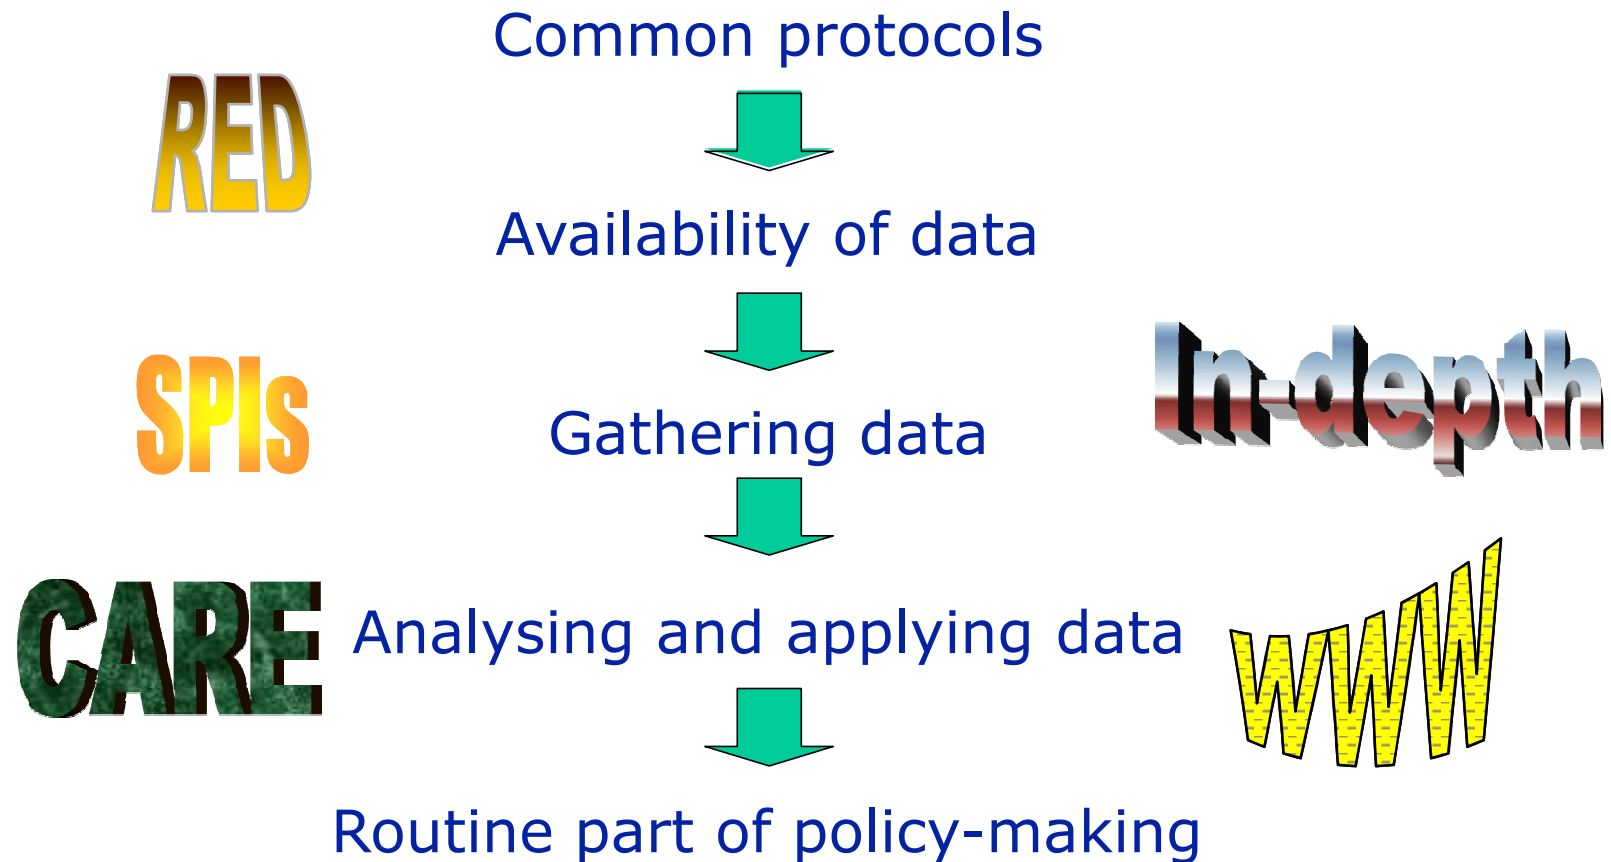 Common protocols
RED
Availability of data
SPIs
In-depth
Gathering data
CARE
Analysing and applying data
WWW
Routine part of policy-making